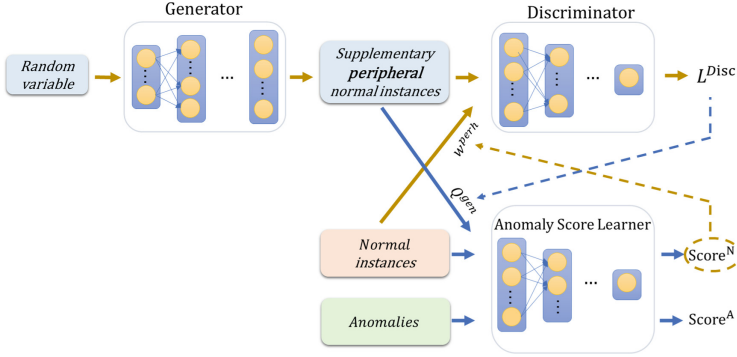 Generator
Discriminator
Random
variable
Supplementary
peripheral
normal instances
...
...
L^Disc
w^perh
Q^gen
Anomaly Score Learner
Normal
instances
...
Score^N
Anomalies
Score^A